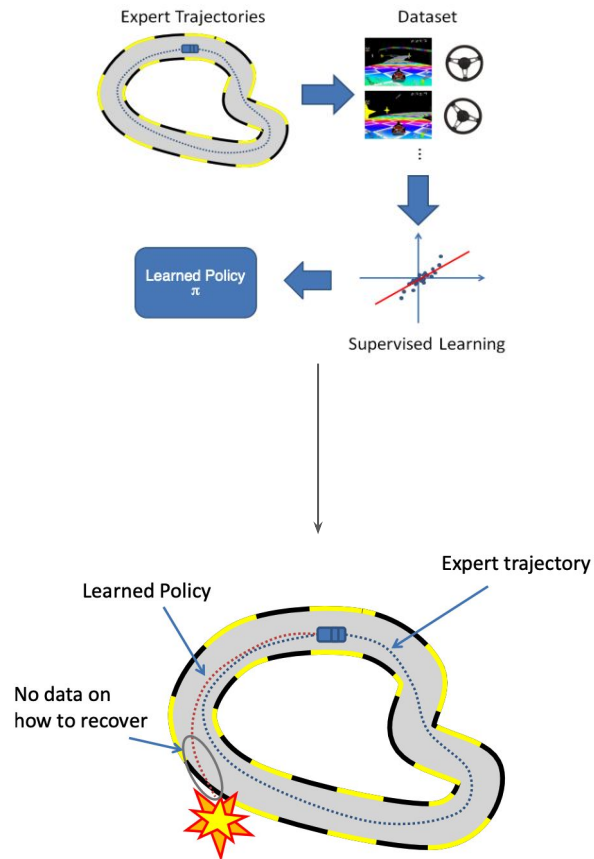 Expert Trajectories
Dataset
...
Learned Policy
π
Supervised Learning
Expert trajectory
Learned Policy
No data on
how to recover